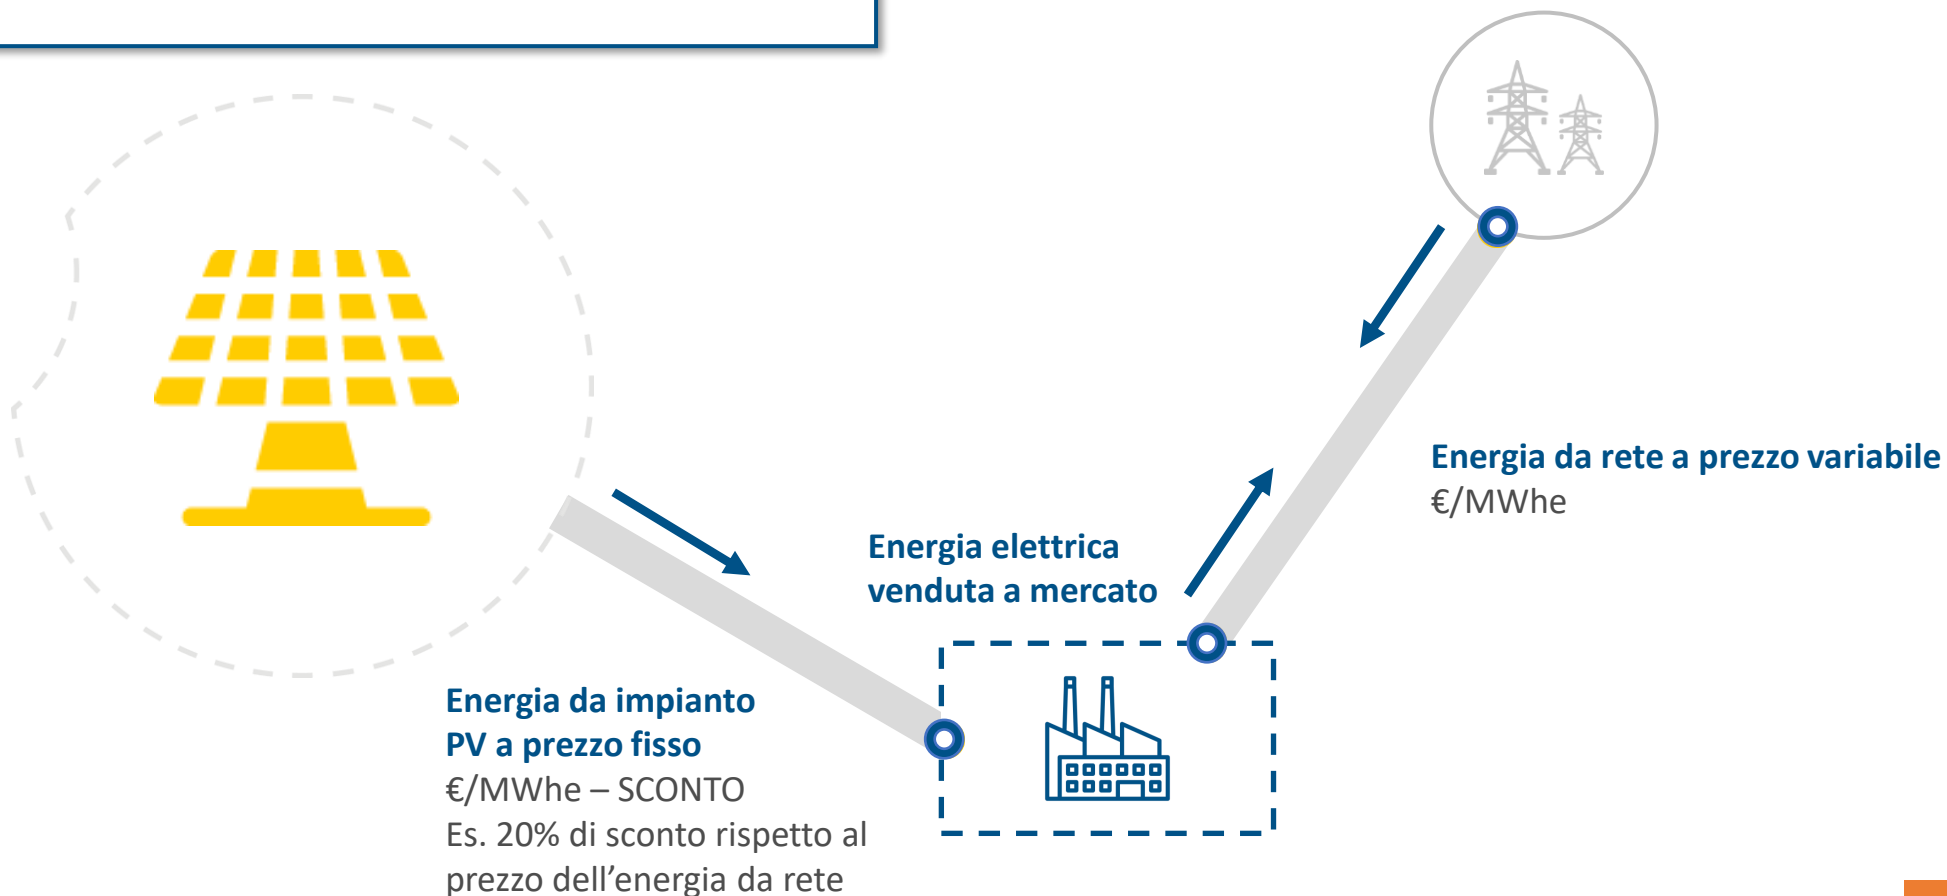 Energia da rete a prezzo variabile
€/MWhe
Energia elettrica
venduta a mercato
Energia da impianto
PV a prezzo fisso
€/MWhe – SCONTO
Es. 20% di sconto rispetto al
prezzo dell’energia da rete